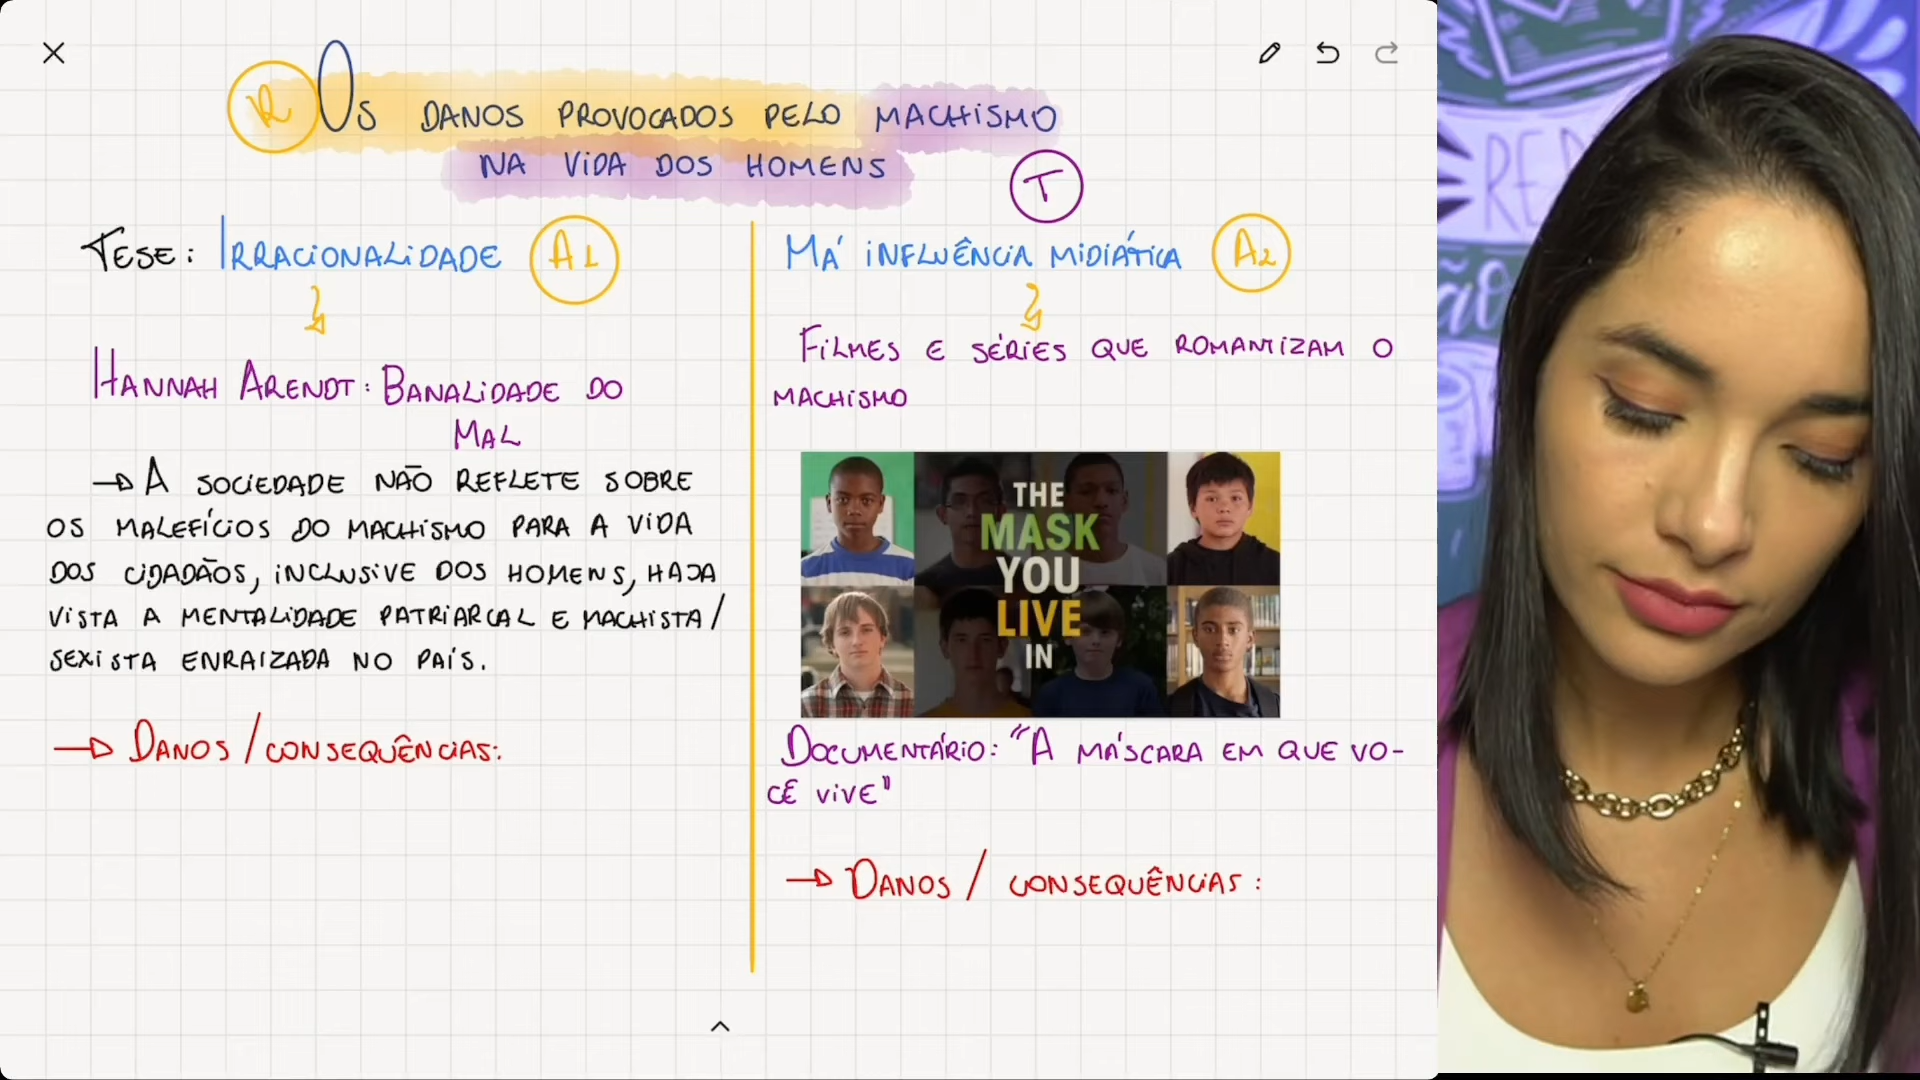 R OS DANOS PROVOCADOS PELO MACHISMO
NA VIDA DOS HOMENS
T
TESE: IRRACIONALIDADE A1
HANNAH ARENDT: BANALIDADE DO
MAL
→ A SOCIEDADE NÃO REFLETE SOBRE
OS MALEFÍCIOS DO MACHISMO PARA A VIDA
DOS CIDADÃOS, INCLUSIVE DOS HOMENS, HAJA
VISTA A MENTALIDADE PATRIARCAL E MACHISTA/
SEXISTA ENRAIZADA NO PAÍS.
→ DANOS/CONSEQUÊNCIAS:
MÁ INFLUÊNCIA MIDIÁTICA A2
FILMES E SÉRIES QUE ROMANTIZAM O
MACHISMO
THE
MASK
YOU
LIVE
IN
DOCUMENTÁRIO: "A MÁSCARA EM QUE VO-
CÊ VIVE"
→ DANOS/ CONSEQUÊNCIAS:
RED
ão